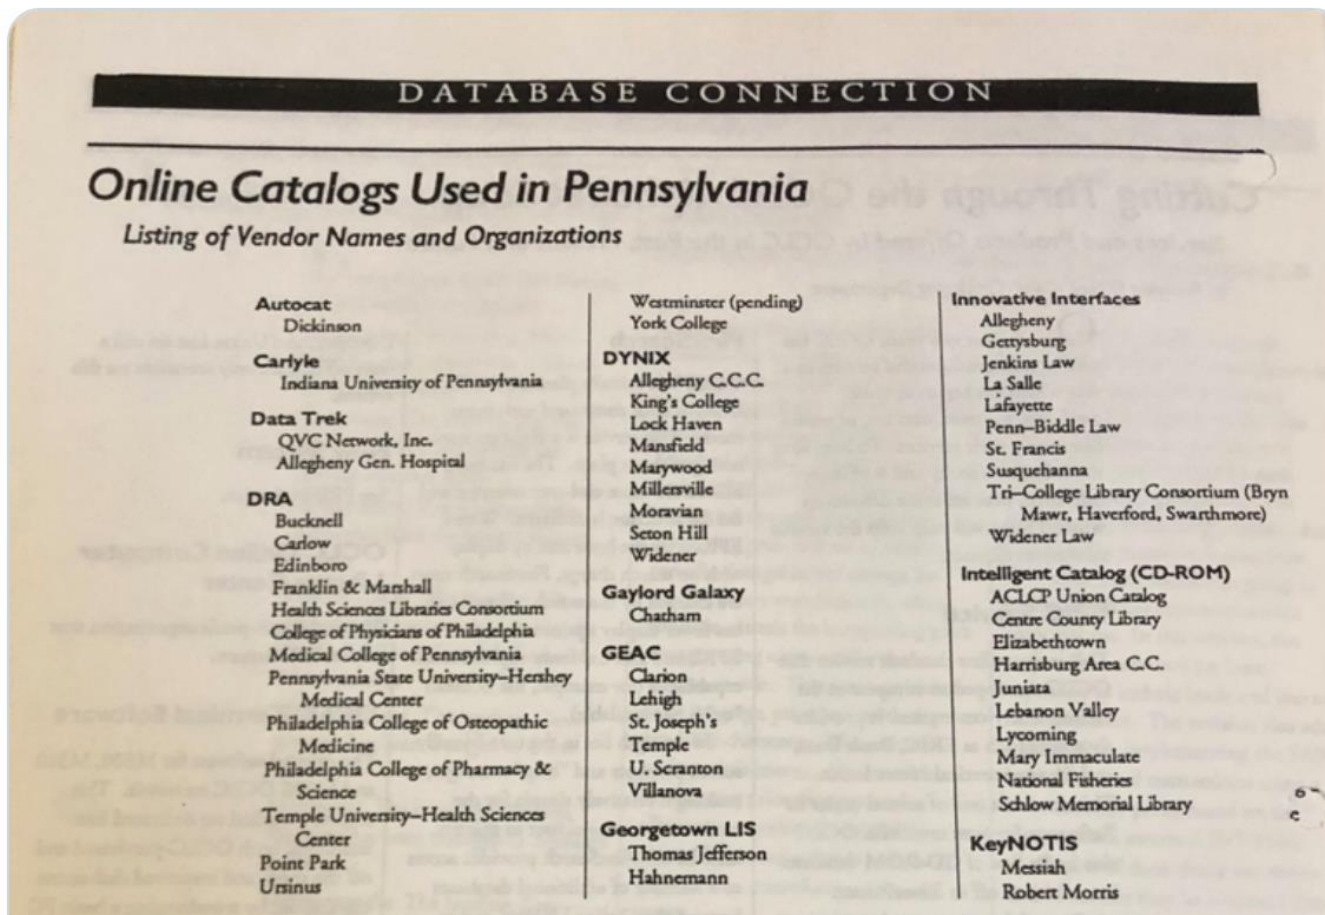 DATABASE CONNECTION
Online Catalogs Used in Pennsylvania
Listing of Vendor Names and Organizations
Autocat
Dickinson
Carlyle
Indiana University of Pennsylvania
Data Trek
QVC Network, Inc.
Allegheny Gen. Hospital
DRA
Bucknell
Carlow
Edinboro
Franklin & Marshall
Health Sciences Libraries Consortium
College of Physicians of Philadelphia
Medical College of Pennsylvania
Pennsylvania State University–Hershey
Medical Center
Philadelphia College of Osteopathic
Medicine
Philadelphia College of Pharmacy &
Science
Temple University–Health Sciences
Center
Point Park
Ursinus
Westminster (pending)
York College
DYNIX
Allegheny C.C.C.
King's College
Lock Haven
Mansfield
Marywood
Millersville
Moravian
Seton Hill
Widener
Gaylord Galaxy
Chatham
GEAC
Clarion
Lehigh
St. Joseph's
Temple
U. Scranton
Villanova
Georgetown LIS
Thomas Jefferson
Hahnemann
Innovative Interfaces
Allegheny
Gettysburg
Jenkins Law
La Salle
Lafayette
Penn–Biddle Law
St. Francis
Susquehanna
Tri–College Library Consortium (Bryn
Mawr, Haverford, Swarthmore)
Widener Law
Intelligent Catalog (CD-ROM)
ACLCP Union Catalog
Centre County Library
Elizabethtown
Harrisburg Area C.C.
Juniata
Lebanon Valley
Lycoming
Mary Immaculate
National Fisheries
Schlow Memorial Library
KeyNOTIS
Messiah
Robert Morris